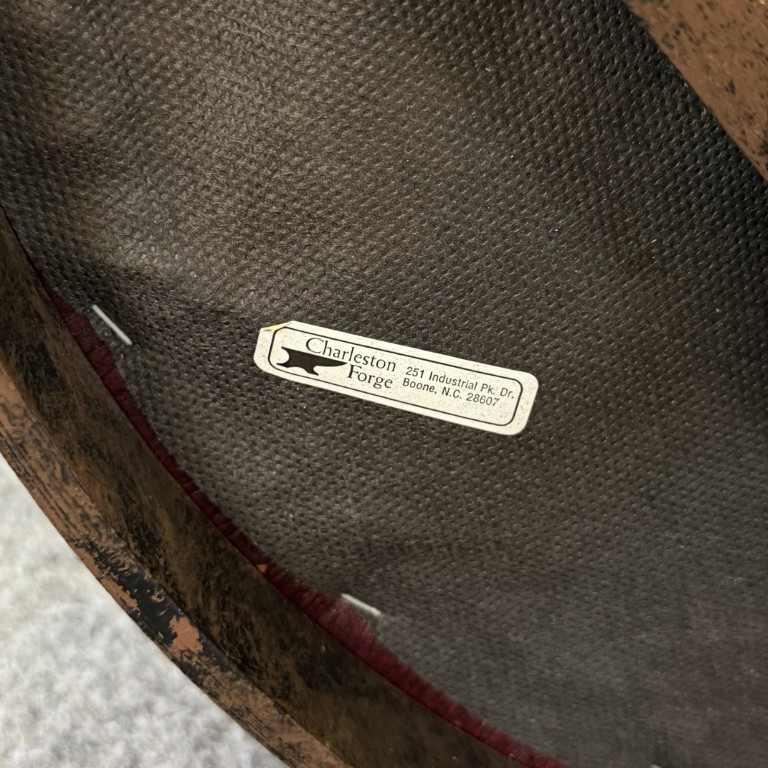 Charleston
Forge
251 Industrial Pk. Dr.
Boone, N.C. 28607